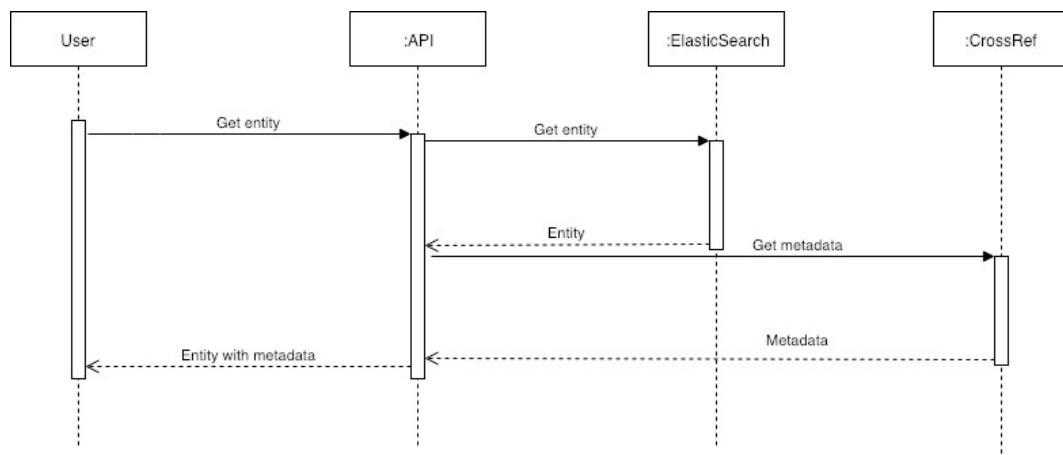 User
:API
:ElasticSearch
:CrossRef
Get entity
Get entity
Entity
Get metadata
Metadata
Entity with metadata